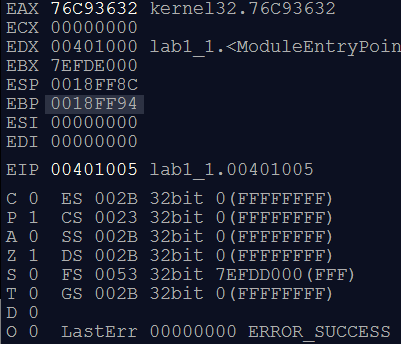 EAX 76C93632 kernel32.76C93632
ECX 00000000
EDX 00401000 lab1_1.<ModuleEntryPoin
EBX 7EFDE000
ESP 0018FF8C
EBP 0018FF94
ESI 00000000
EDI 00000000
EIP 00401005 lab1_1.00401005
C 0 ES 002B 32bit 0(FFFFFFFF)
P 1 CS 0023 32bit 0(FFFFFFFF)
A 0 SS 002B 32bit 0(FFFFFFFF)
Z 1 DS 002B 32bit 0(FFFFFFFF)
S 0 FS 0053 32bit 7EFDD000(FFF)
T 0 GS 002B 32bit 0(FFFFFFFF)
D 0
O 0 LastErr 00000000 ERROR_SUCCESS